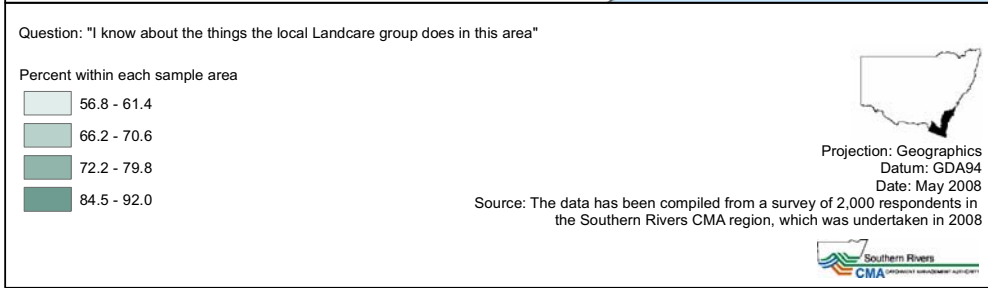 Question: "I know about the things the local Landcare group does in this area"
Percent within each sample area
56.8 - 61.4
66.2 - 70.6
72.2 - 79.8
84.5 - 92.0
Projection: Geographics
Datum: GDA94
Date: May 2008
Source: The data has been compiled from a survey of 2,000 respondents in
the Southern Rivers CMA region, which was undertaken in 2008
Southern Rivers
CMA CATCHMENT MANAGEMENT AUTHORITY